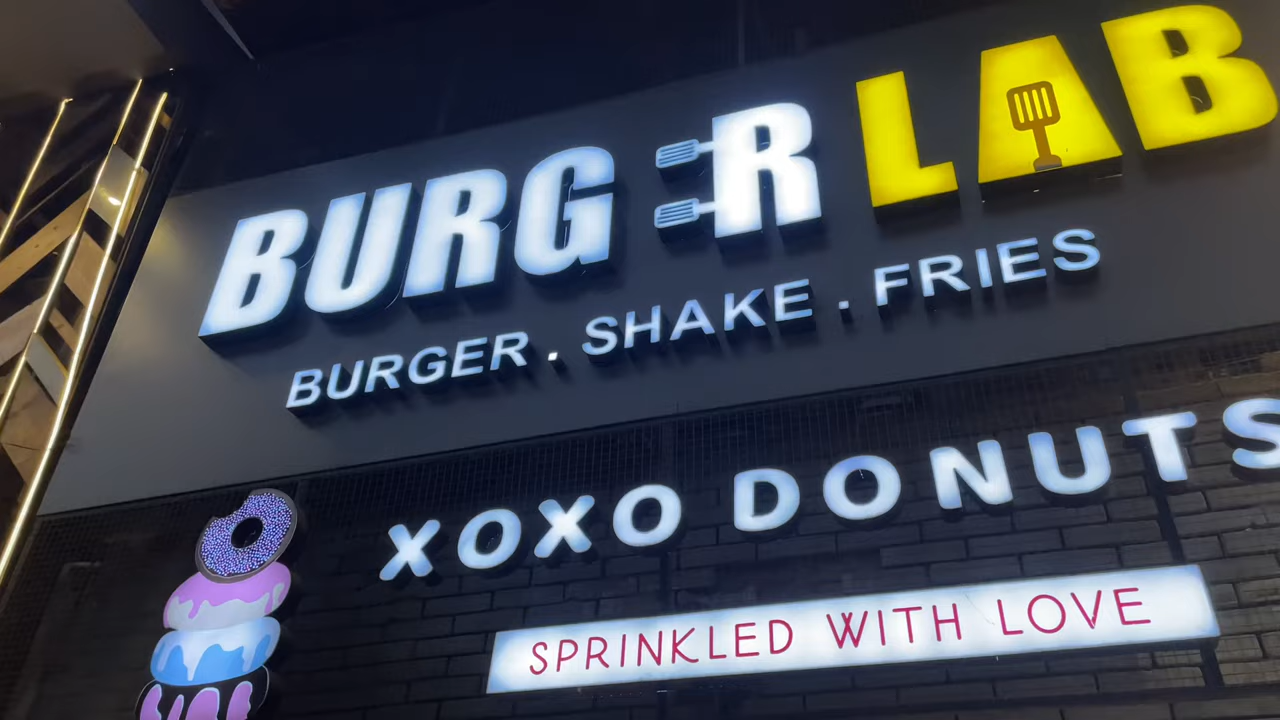 BURGER LAB
BURGER . SHAKE . FRIES
XOXO DONUTS
SPRINKLED WITH LOVE